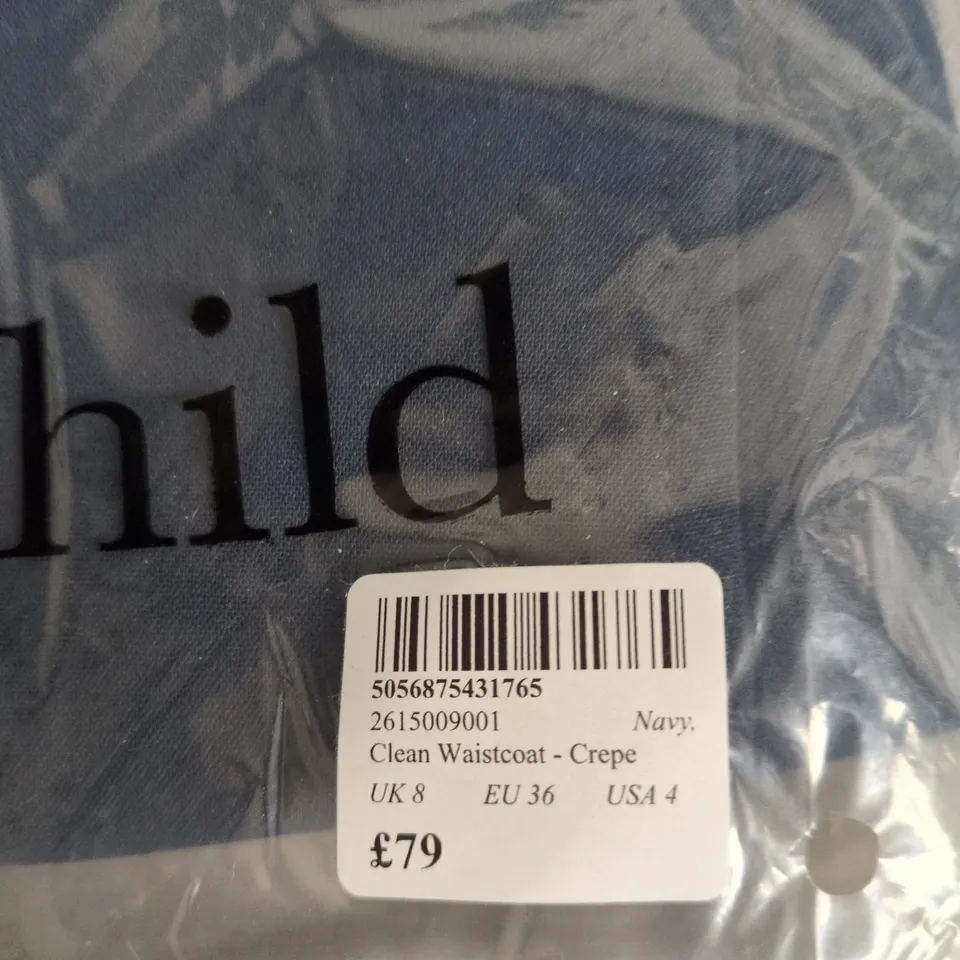 hild
5056875431765
2615009001 Navy,
Clean Waistcoat - Crepe
UK 8 EU 36 USA 4
£79